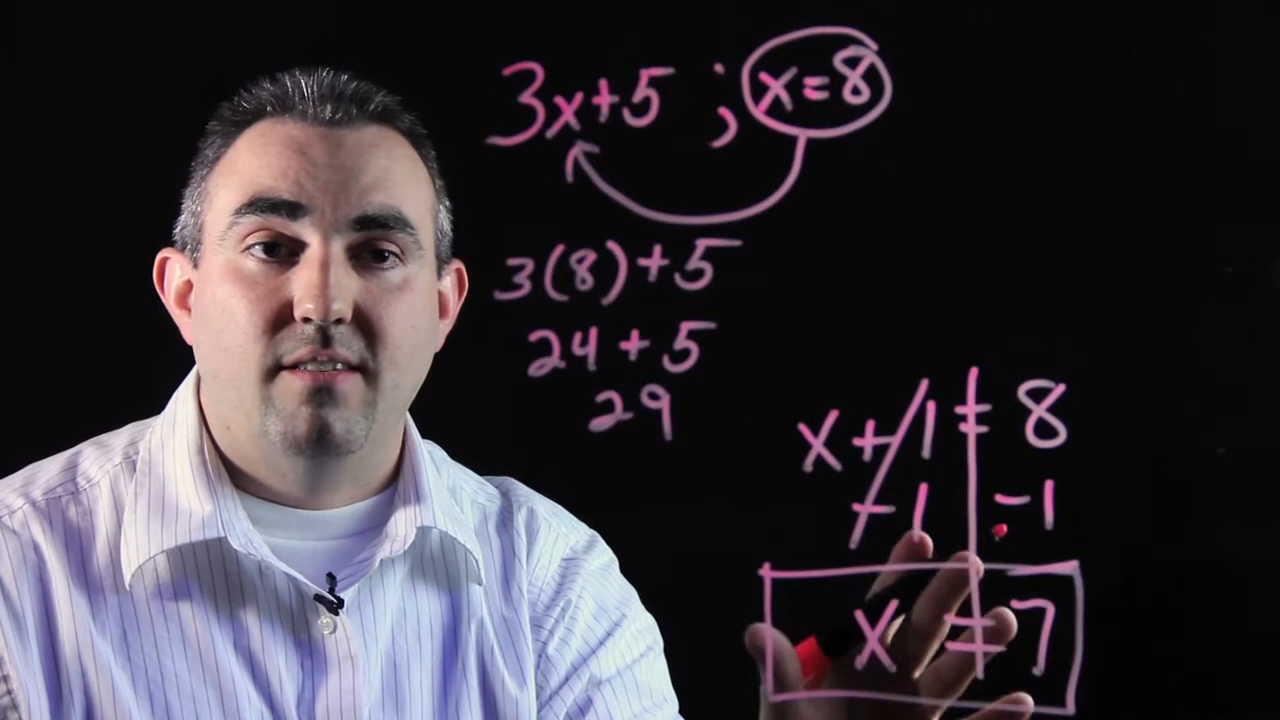 3x+5 ; x=8
3(8)+5
24+5
29
x+1=8
-1 -1
x=7